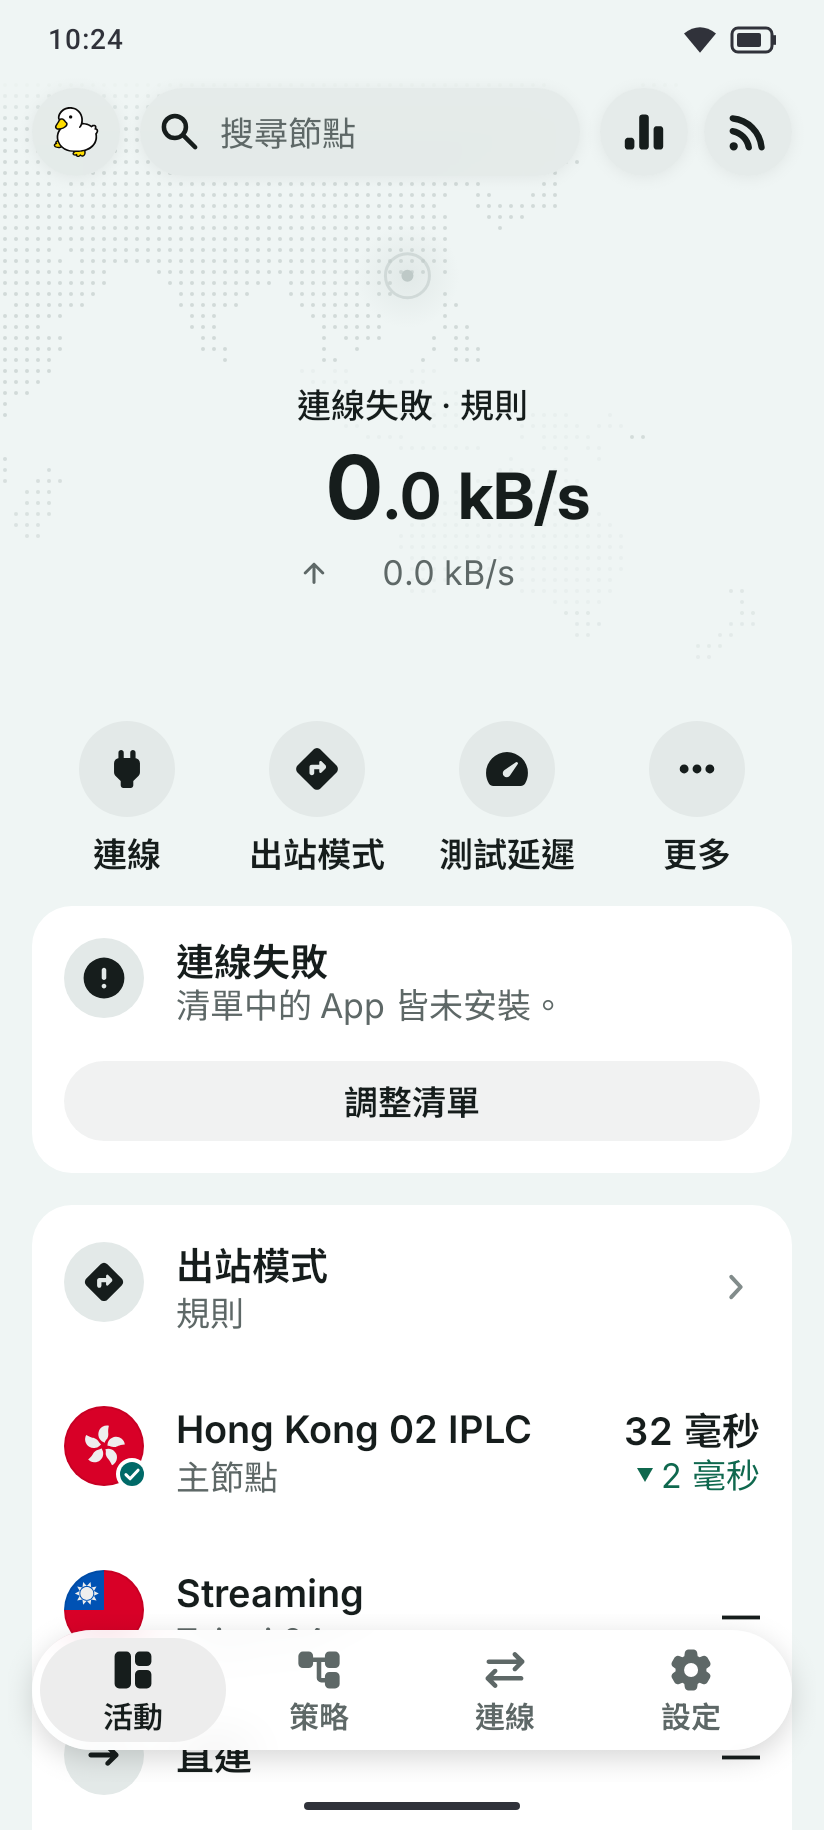 10:24
搜尋節點
連線失敗 · 規則
0.0 kB/s
↑ 0.0 kB/s
連線
出站模式
測試延遲
更多
連線失敗
清單中的 App 皆未安裝。
調整清單
出站模式
規則
Hong Kong 02 IPLC
32 毫秒
主節點
▼2 毫秒
Streaming
—
活動
策略
連線
設定
直連
—